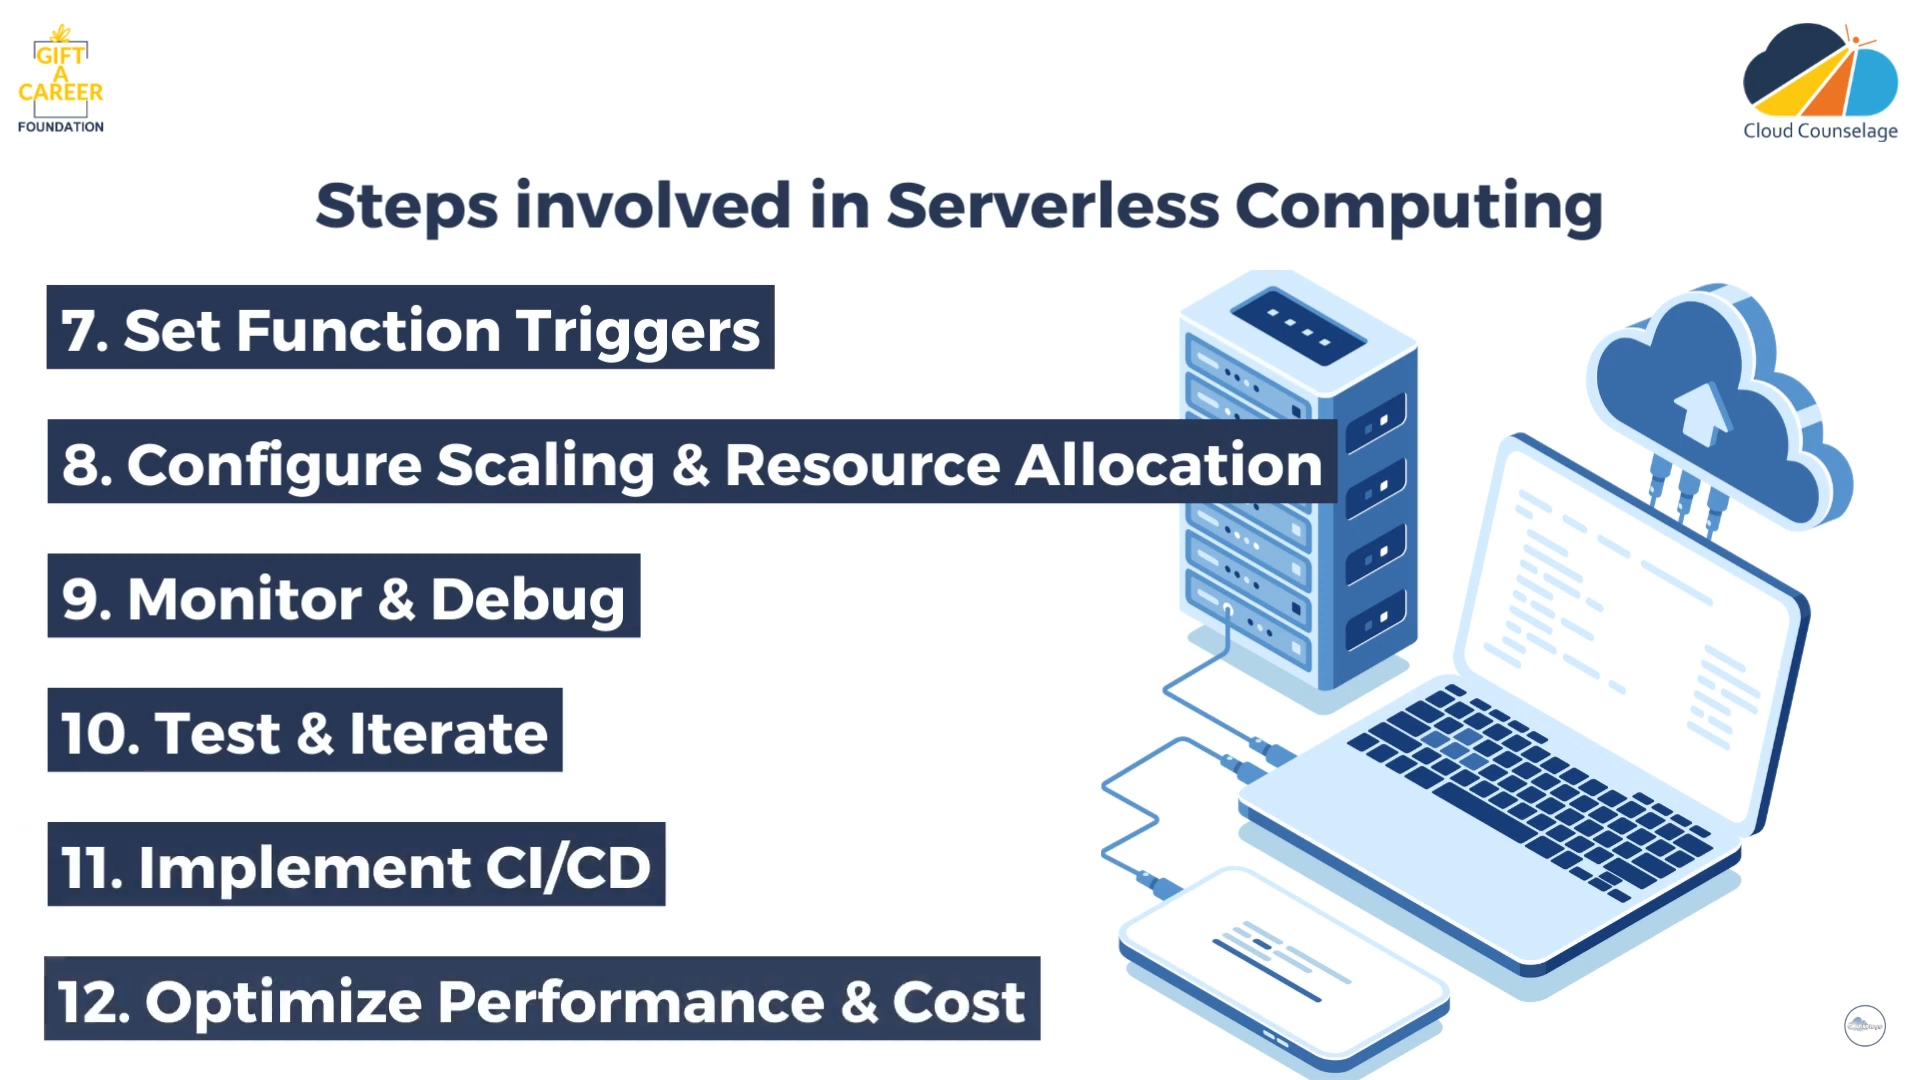 GIFT
A
CAREER
FOUNDATION
Cloud Counselage
Steps involved in Serverless Computing
7. Set Function Triggers
8. Configure Scaling & Resource Allocation
9. Monitor & Debug
10. Test & Iterate
11. Implement CI/CD
12. Optimize Performance & Cost